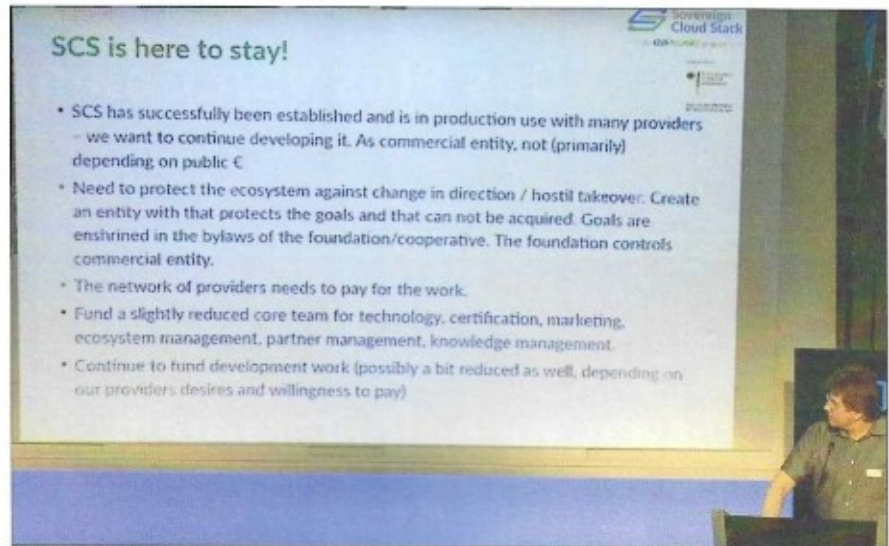 Sovereign
Cloud Stack
SCS is here to stay!
• SCS has successfully been established and is in production use with many providers
– we want to continue developing it. As commercial entity, not (primarily)
depending on public €
• Need to protect the ecosystem against change in direction / hostil takeover. Create
an entity with that protects the goals and that can not be acquired. Goals are
enshrined in the bylaws of the foundation/cooperative. The foundation controls
commercial entity.
• The network of providers needs to pay for the work.
• Fund a slightly reduced core team for technology, certification, marketing,
ecosystem management, partner management, knowledge management.
• Continue to fund development work (possibly a bit reduced as well, depending on
our providers desires and willingness to pay)